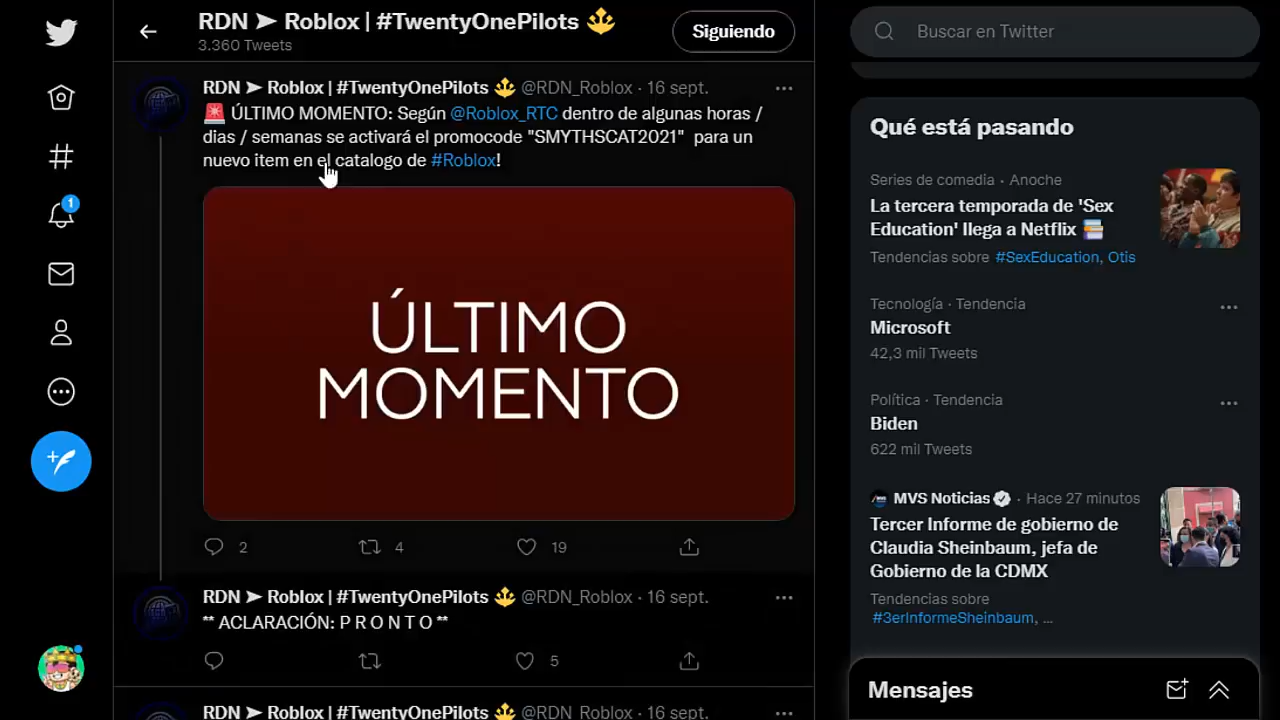 RDN ➤ Roblox | #TwentyOnePilots
3.360 Tweets
Siguiendo
RDN ➤ Roblox | #TwentyOnePilots @RDN_Roblox · 16 sept.
🚨 ÚLTIMO MOMENTO: Según @Roblox_RTC dentro de algunas horas /
dias / semanas se activará el promocode "SMYTHSCAT2021" para un
nuevo item en el catalogo de #Roblox!
ÚLTIMO
MOMENTO
2 4 19
RDN ➤ Roblox | #TwentyOnePilots @RDN_Roblox · 16 sept.
** ACLARACIÓN: P R O N T O **
5
RDN ➤ Roblox | #TwentyOnePilots @RDN_Roblox · 16 sept.
1
Buscar en Twitter
Qué está pasando
Series de comedia · Anoche
La tercera temporada de 'Sex
Education' llega a Netflix
Tendencias sobre #SexEducation, Otis
Tecnología · Tendencia
Microsoft
42,3 mil Tweets
Política · Tendencia
Biden
622 mil Tweets
MVS Noticias · Hace 27 minutos
Tercer Informe de gobierno de
Claudia Sheinbaum, jefa de
Gobierno de la CDMX
Tendencias sobre
#3erInformeSheinbaum, ...
Mensajes